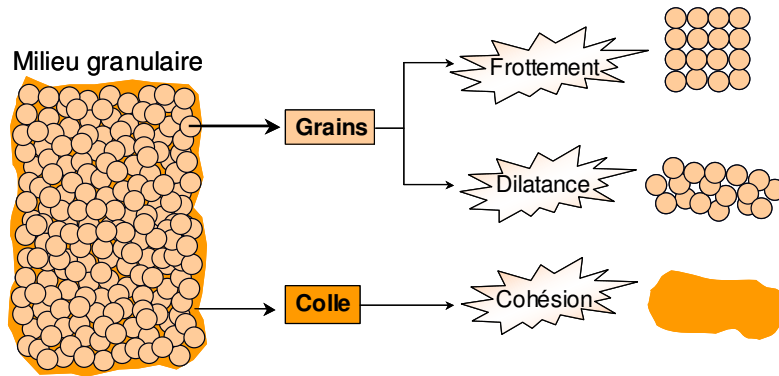 Milieu granulaire
Grains
Colle
Frottement
Dilatance
Cohésion